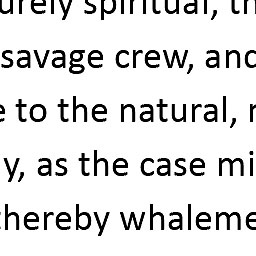 urely spiritual, th
savage crew, and
e to the natural, r
y, as the case mi
thereby whaleme